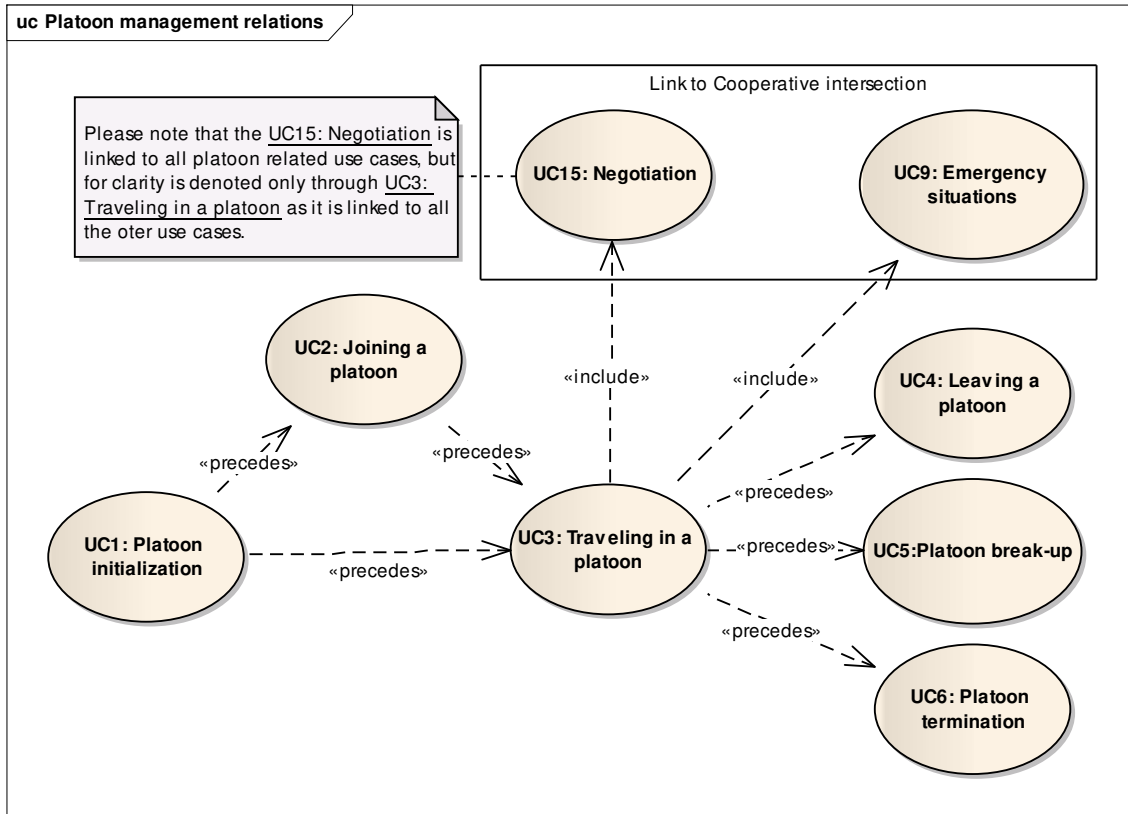 uc Platoon management relations
Link to Cooperative intersection
Please note that the UC15: Negotiation is
linked to all platoon related use cases, but
for clarity is denoted only through UC3:
Traveling in a platoon as it is linked to all
the oter use cases.
UC15: Negotiation
UC9: Emergency
situations
UC2: Joining a
platoon
«include»
«include»
UC4: Leaving a
platoon
«precedes»
«precedes»
«precedes»
UC1: Platoon
initialization
«precedes»
UC3: Traveling in a
platoon
«precedes»
UC5:Platoon break-up
«precedes»
UC6: Platoon
termination